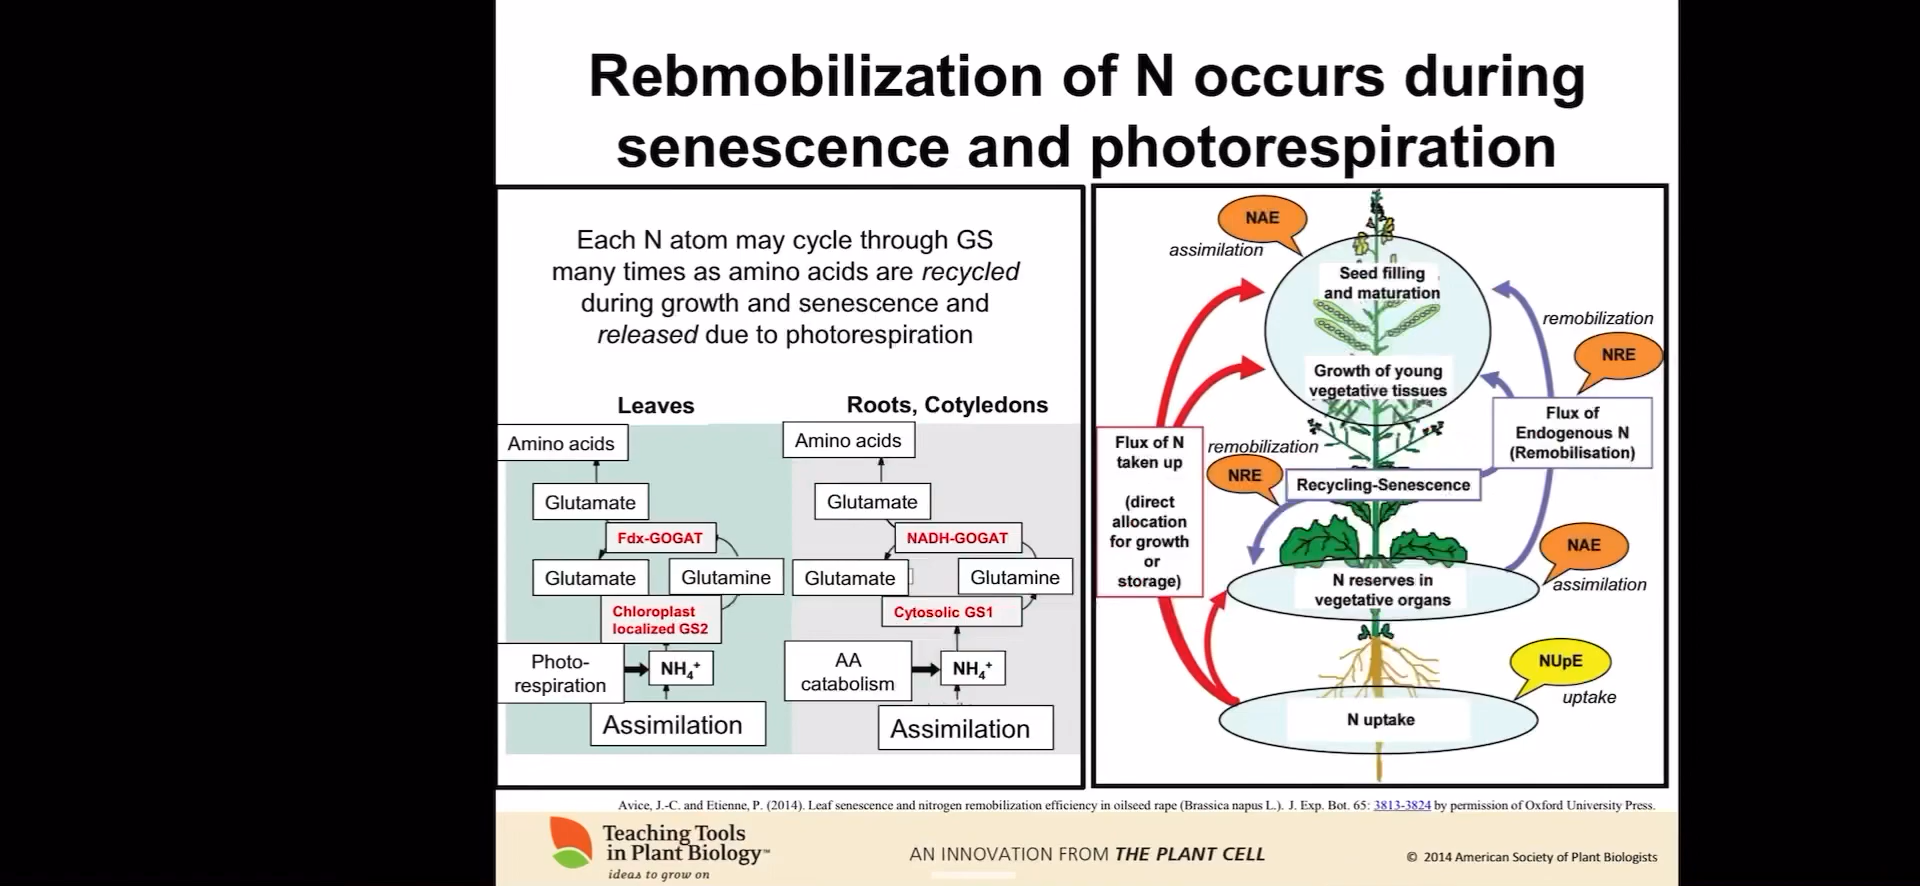 Rebmobilization of N occurs during
senescence and photorespiration
Each N atom may cycle through GS
many times as amino acids are recycled
during growth and senescence and
released due to photorespiration
Leaves
Amino acids
Glutamate
Fdx-GOGAT
Glutamate
Glutamine
Chloroplast
localized GS2
Photo-
respiration
NH4+
Assimilation
Roots, Cotyledons
Amino acids
Glutamate
NADH-GOGAT
Glutamate
Glutamine
Cytosolic GS1
AA
catabolism
NH4+
Assimilation
NAE
assimilation
Seed filling
and maturation
remobilization
NRE
Growth of young
vegetative tissues
Flux of
Endogenous N
(Remobilisation)
Flux of N
taken up
(direct
allocation
for growth
or
storage)
remobilization
NRE
Recycling-Senescence
NAE
assimilation
N reserves in
vegetative organs
NUpE
uptake
N uptake
Avice, J.-C. and Etienne, P. (2014). Leaf senescence and nitrogen remobilization efficiency in oilseed rape (Brassica napus L.). J. Exp. Bot. 65: 3813-3824 by permission of Oxford University Press.
Teaching Tools
in Plant Biology™
ideas to grow on
AN INNOVATION FROM THE PLANT CELL
© 2014 American Society of Plant Biologists